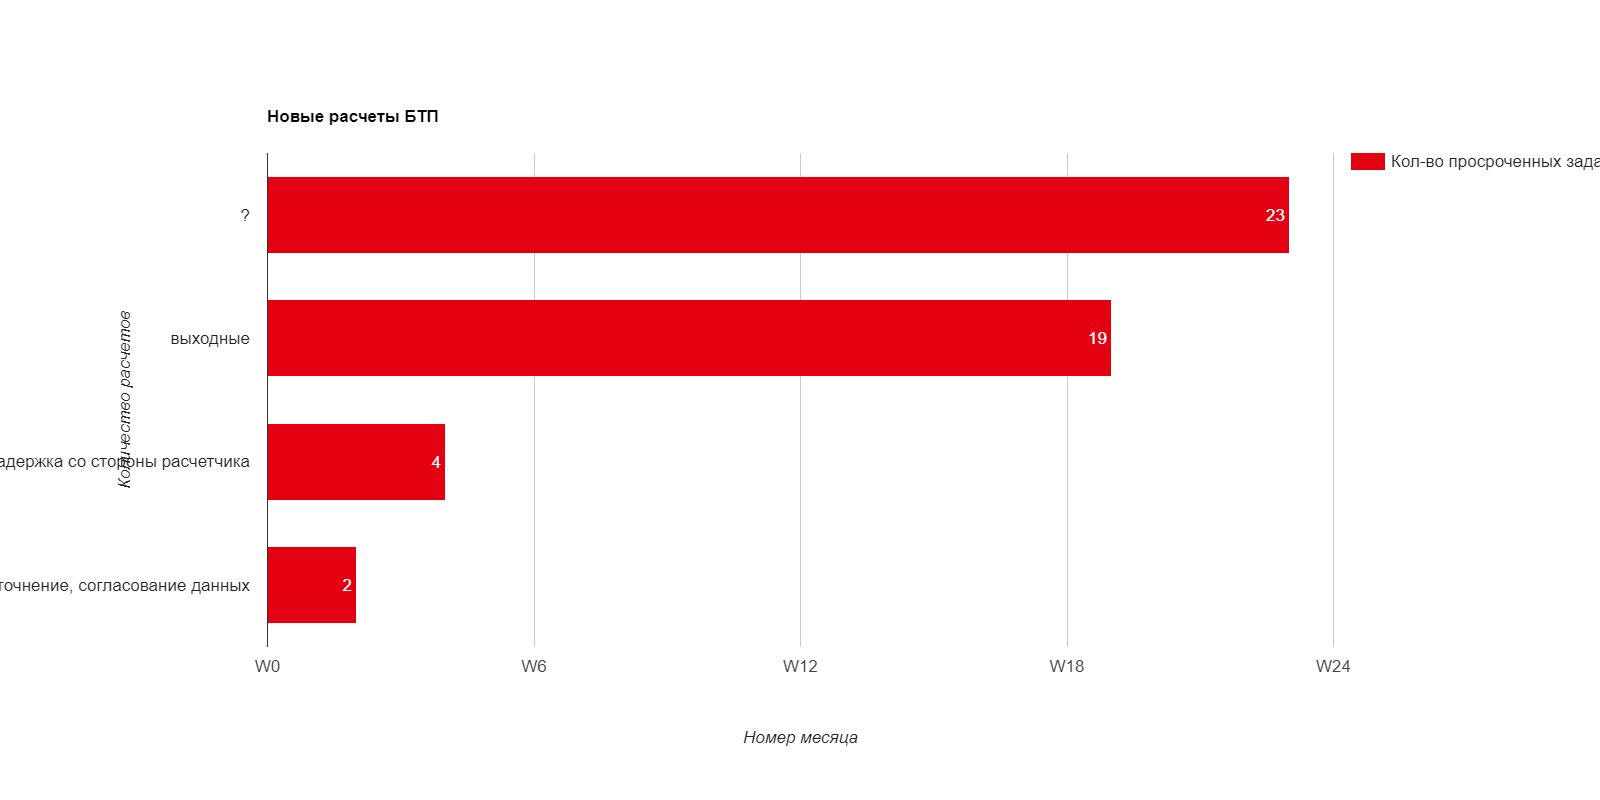 Новые расчеты БТП
Кол-во просроченных зада
?
23
выходные
19
Количество расчетов
адержка со стороны расчетчика
4
точнение, согласование данных
2
W0 W6 W12 W18 W24
Номер месяца